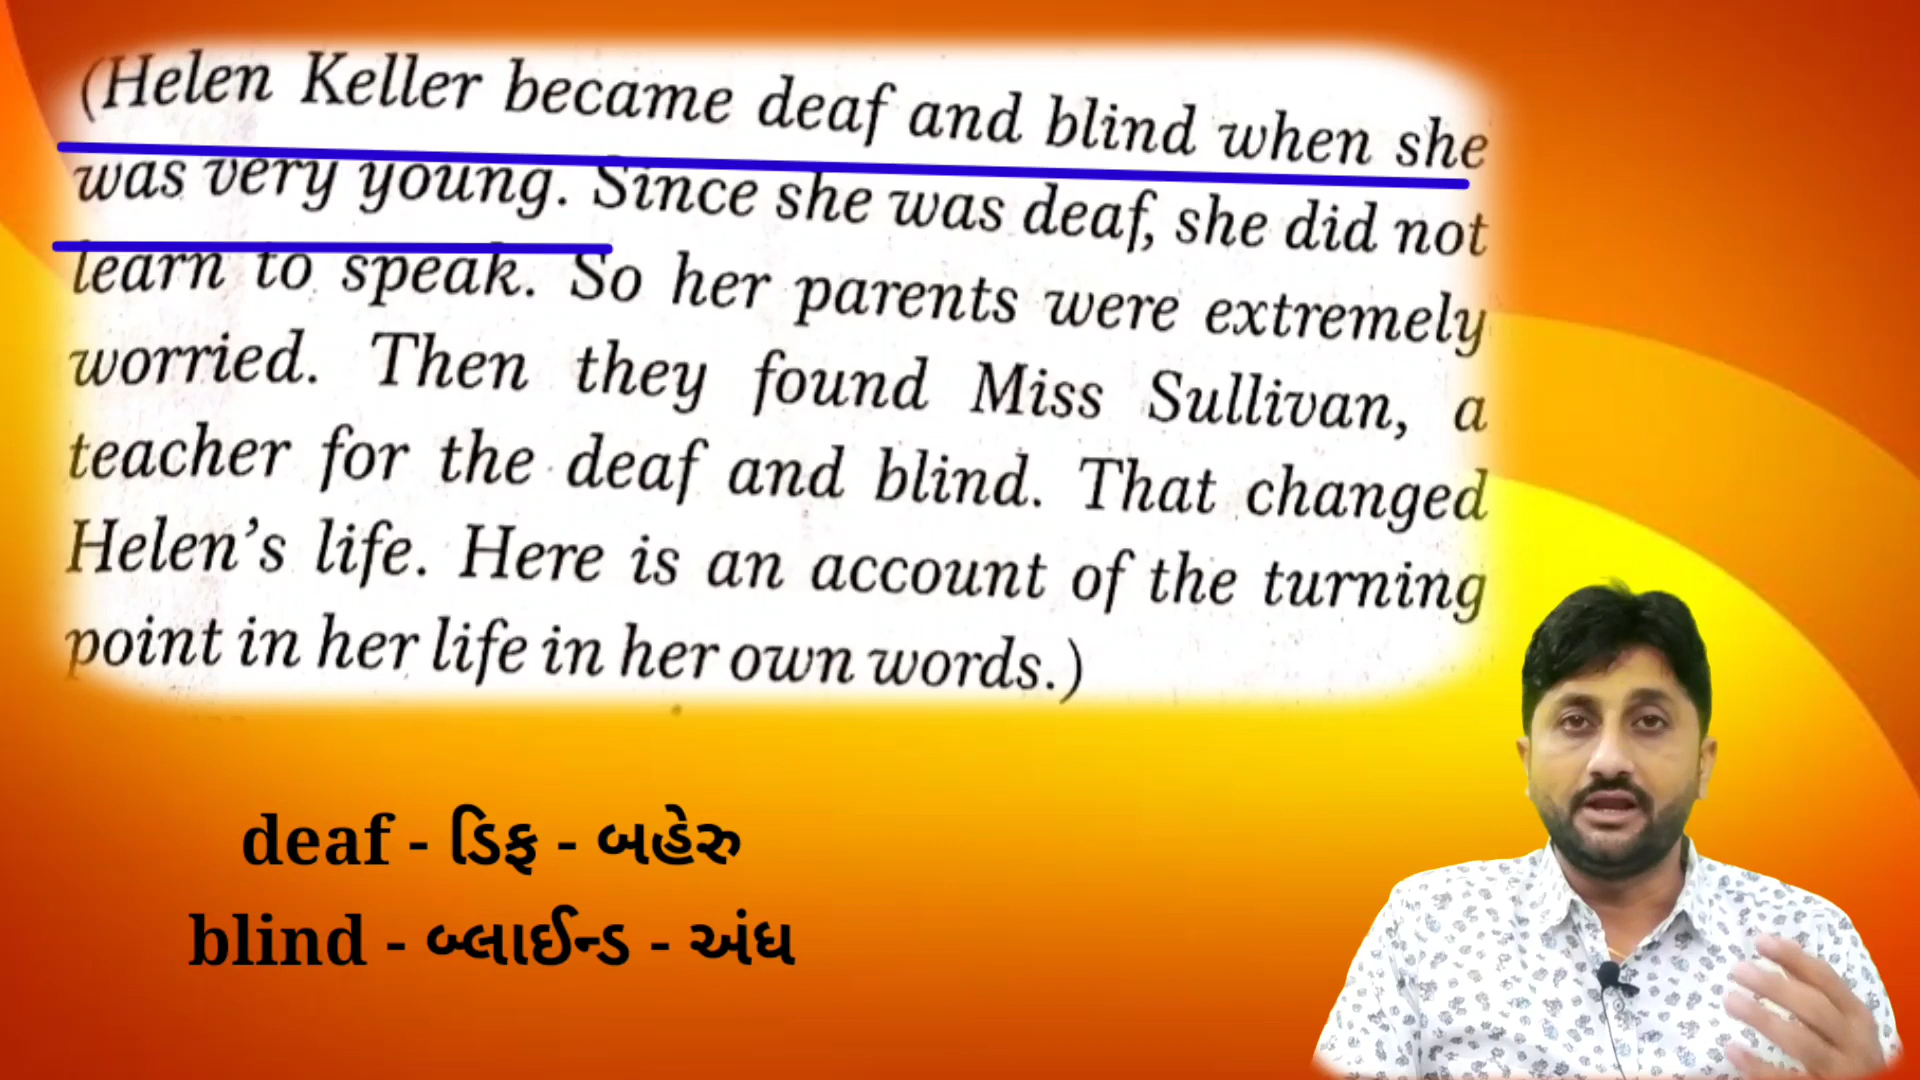 (Helen Keller became deaf and blind when she
was very young. Since she was deaf, she did not
learn to speak. So her parents were extremely
worried. Then they found Miss Sullivan, a
teacher for the deaf and blind. That changed
Helen's life. Here is an account of the turning
point in her life in her own words.)
deaf - ડિફ - બહેરુ
blind - બ્લાઈન્ડ - અંધ